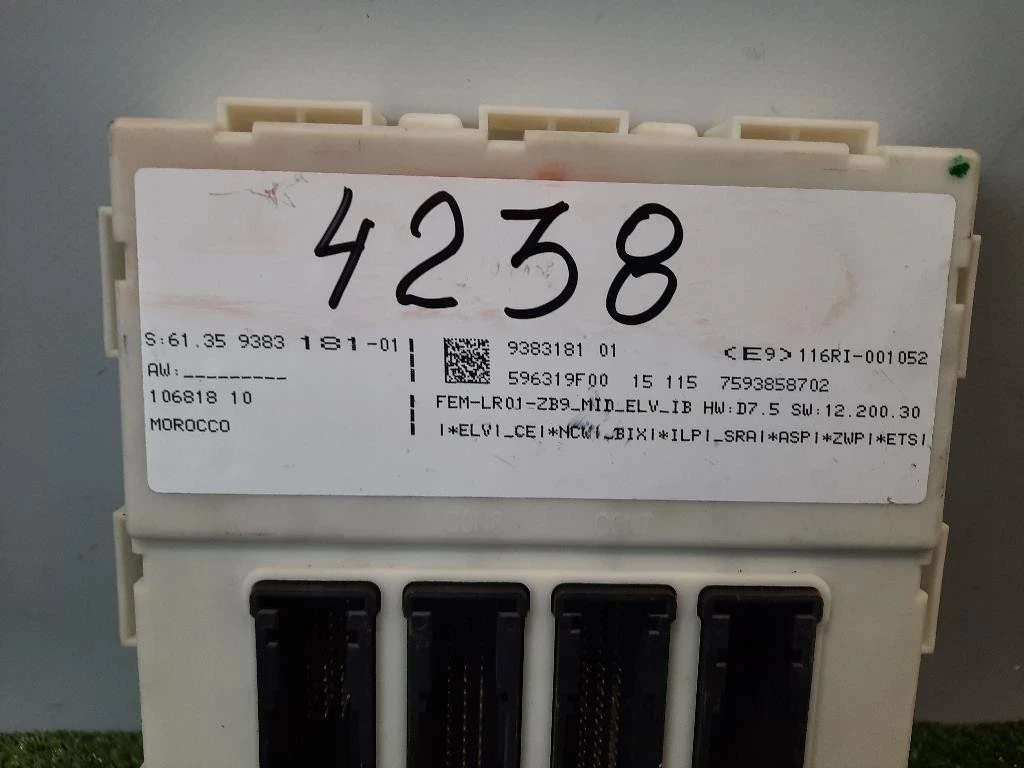 4238
S:61.35 9383 181-01
AW:_________
106818 10
MOROCCO
9383181 01 <E9>116RI-001052
596319F00 15 115 7593858702
FEM-LR01-ZB9_MID_ELV_IB HW:D7.5 SW:12.200.30
|*ELV|_CE|*NCW|_BIX|*ILP|_SRA|*ASP|*ZWP|*ETS|